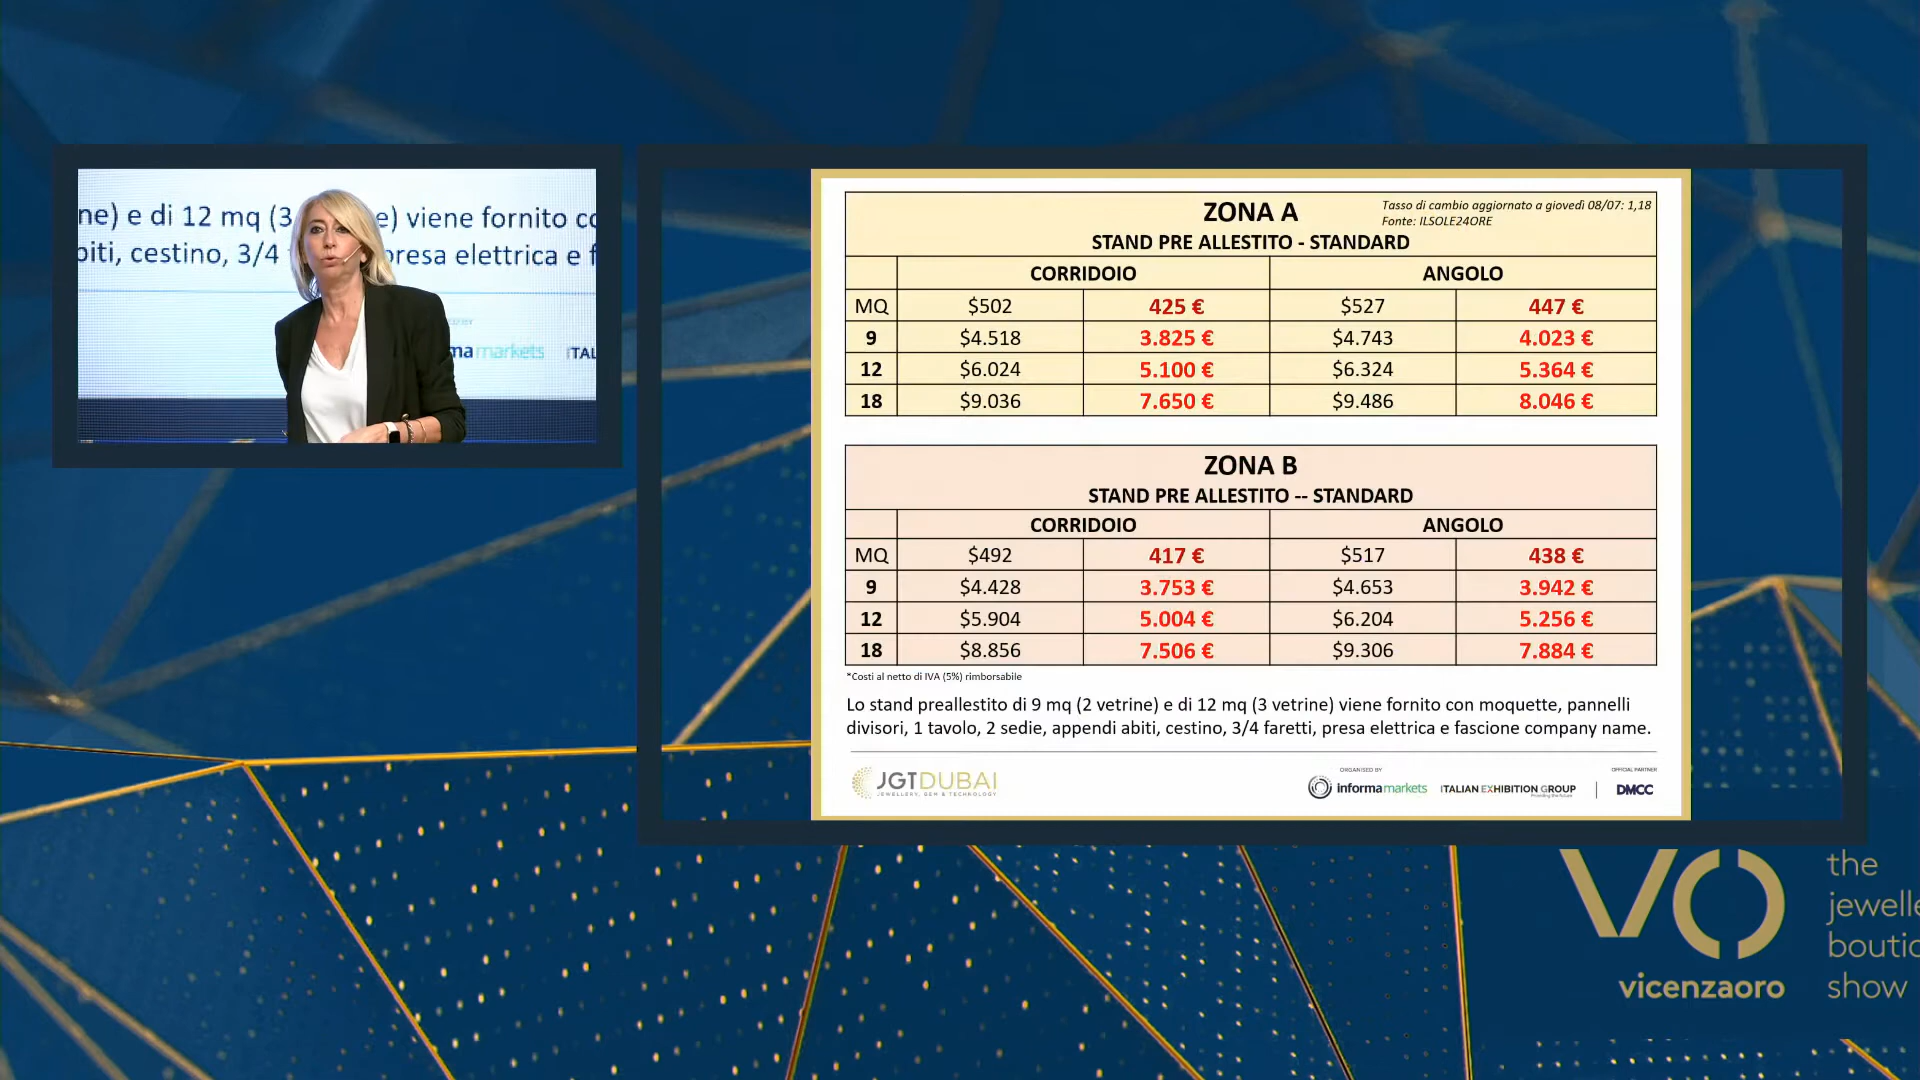 ne) e di 12 mq (3 e) viene fornito co
biti, cestino, 3/4 presa elettrica e f
ma markets ITAL
ZONA A
Tasso di cambio aggiornato a giovedì 08/07: 1,18
Fonte: ILSOLE24ORE
STAND PRE ALLESTITO - STANDARD
CORRIDOIO ANGOLO
MQ $502 425 € $527 447 €
9 $4.518 3.825 € $4.743 4.023 €
12 $6.024 5.100 € $6.324 5.364 €
18 $9.036 7.650 € $9.486 8.046 €
ZONA B
STAND PRE ALLESTITO -- STANDARD
CORRIDOIO ANGOLO
MQ $492 417 € $517 438 €
9 $4.428 3.753 € $4.653 3.942 €
12 $5.904 5.004 € $6.204 5.256 €
18 $8.856 7.506 € $9.306 7.884 €
*Costi al netto di IVA (5%) rimborsabile
Lo stand preallestito di 9 mq (2 vetrine) e di 12 mq (3 vetrine) viene fornito con moquette, pannelli
divisori, 1 tavolo, 2 sedie, appendi abiti, cestino, 3/4 faretti, presa elettrica e fascione company name.
JGTDUBAI
JEWELLERY, GEM & TECHNOLOGY
ORGANISED BY
informa markets ITALIAN EXHIBITION GROUP
Providing the future
OFFICIAL PARTNER
DMCC
VO
vicenzaoro
the
jewelle
boutic
show